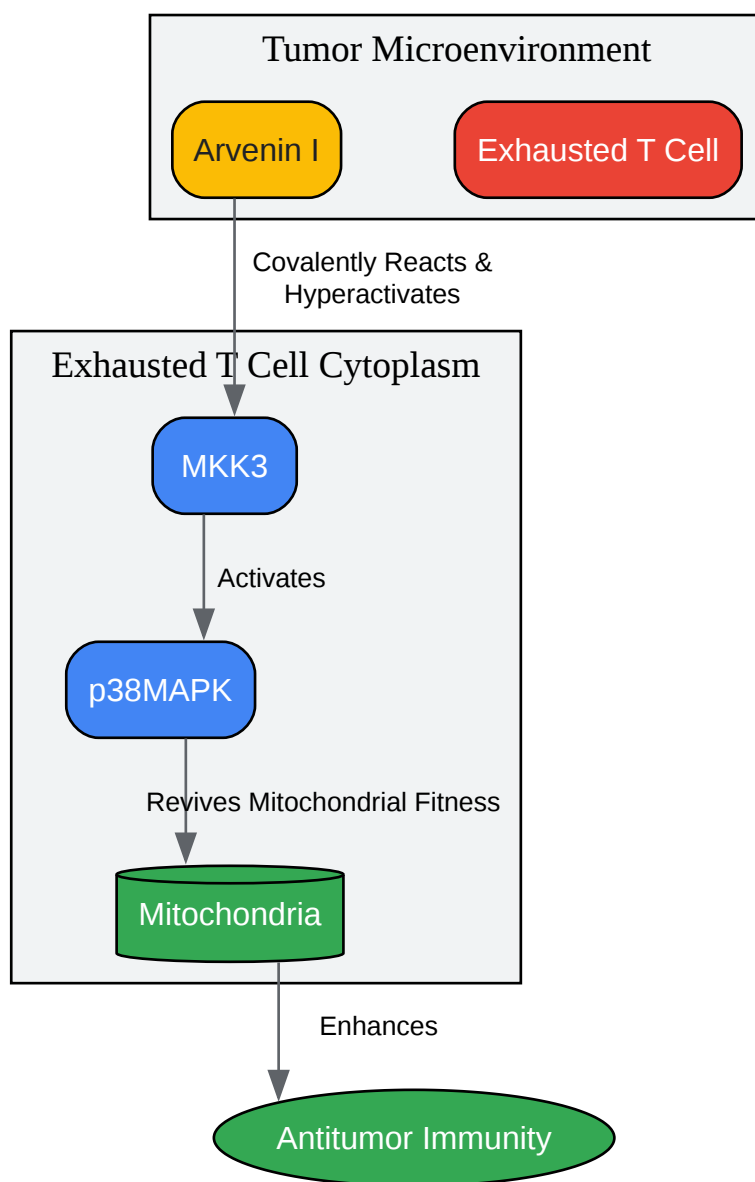 Tumor Microenvironment
Arvenin I
Exhausted T Cell
Covalently Reacts &
Hyperactivates
Exhausted T Cell Cytoplasm
MKK3
Activates
p38MAPK
Revives Mitochondrial Fitness
Mitochondria
Enhances
Antitumor Immunity